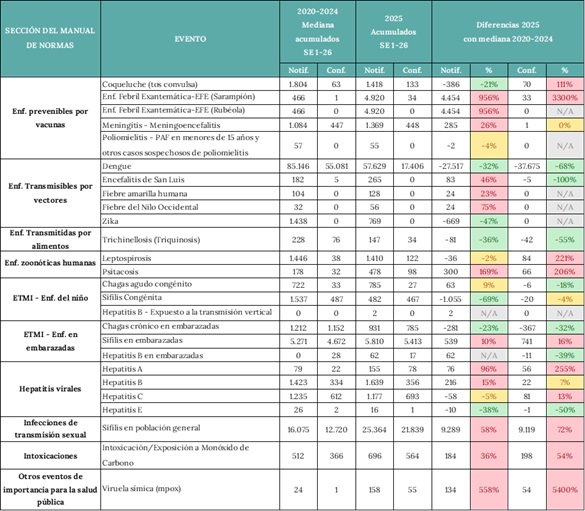 SECCIÓN DEL MANUAL DE NORMAS | EVENTO | 2020-2024 Mediana acumulados SE 1-26 | 2025 Acumulados SE 1-26 | Diferencias 2025 con mediana 2020-2024
Notif. | Conf. | Notif. | Conf. | Notif. | % | Conf. | %
Enf. prevenibles por vacunas
Coqueluche (tos convulsa) | 1.804 | 63 | 1.418 | 133 | -386 | -21% | 70 | 111%
Enf. Febril Exantemática-EFE (Sarampión) | 466 | 1 | 4.920 | 34 | 4.454 | 956% | 33 | 3300%
Enf. Febril Exantemática-EFE (Rubéola) | 466 | 0 | 4.920 | 0 | 4.454 | 956% | 0 | N/A
Meningitis - Meningoencefalitis | 1.084 | 447 | 1.369 | 448 | 285 | 26% | 1 | 0%
Poliomielitis - PAF en menores de 15 años y otros casos sospechosos de poliomielitis | 57 | 0 | 55 | 0 | -2 | -4% | 0 | N/A
Enf. Transmisibles por vectores
Dengue | 85.146 | 55.081 | 57.629 | 17.406 | -27.517 | -32% | -37.675 | -68%
Encefalitis de San Luis | 182 | 5 | 265 | 0 | 83 | 46% | -5 | -100%
Fiebre amarilla humana | 104 | 0 | 128 | 0 | 24 | 23% | 0 | N/A
Fiebre del Nilo Occidental | 32 | 0 | 56 | 0 | 24 | 75% | 0 | N/A
Zika | 1.438 | 0 | 769 | 0 | -669 | -47% | 0 | N/A
Enf. Transmitidas por alimentos
Trichinellosis (Triquinosis) | 228 | 76 | 147 | 34 | -81 | -36% | -42 | -55%
Enf. zoonóticas humanas
Leptospirosis | 1.446 | 38 | 1.410 | 122 | -36 | -2% | 84 | 221%
Psitacosis | 178 | 32 | 478 | 98 | 300 | 169% | 66 | 206%
ETMI - Enf. del niño
Chagas agudo congénito | 722 | 33 | 785 | 27 | 63 | 9% | -6 | -18%
Sífilis Congénita | 1.537 | 487 | 482 | 467 | -1.055 | -69% | -20 | -4%
Hepatitis B - Expuesto a la transmisión vertical | 0 | 0 | 2 | 0 | 2 | N/A | 0 | N/A
ETMI - Enf. en embarazadas
Chagas crónico en embarazadas | 1.212 | 1.152 | 931 | 785 | -281 | -23% | -367 | -32%
Sífilis en embarazadas | 5.271 | 4.672 | 5.810 | 5.413 | 539 | 10% | 741 | 16%
Hepatitis B en embarazadas | 0 | 28 | 62 | 17 | 62 | N/A | -11 | -39%
Hepatitis virales
Hepatitis A | 79 | 22 | 155 | 78 | 76 | 96% | 56 | 255%
Hepatitis B | 1.423 | 334 | 1.639 | 356 | 216 | 15% | 22 | 7%
Hepatitis C | 1.235 | 612 | 1.177 | 693 | -58 | -5% | 81 | 13%
Hepatitis E | 26 | 2 | 16 | 1 | -10 | -38% | -1 | -50%
Infecciones de transmisión sexual
Sífilis en población general | 16.075 | 12.720 | 25.364 | 21.839 | 9.289 | 58% | 9.119 | 72%
Intoxicaciones
Intoxicación/Exposición a Monóxido de Carbono | 512 | 366 | 696 | 564 | 184 | 36% | 198 | 54%
Otros eventos de importancia para la salud pública
Viruela símica (mpox) | 24 | 1 | 158 | 55 | 134 | 558% | 54 | 5400%